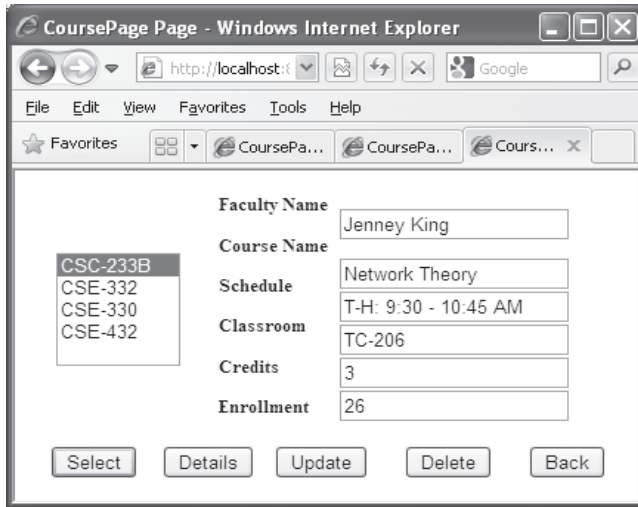 CoursePage Page - Windows Internet Explorer
http://localhost:8
Google
File Edit View Favorites Tools Help
Favorites
CoursePa...
CoursePa...
Cours...
Faculty Name
Jenney King
Course Name
CSC-233B
CSE-332
CSE-330
CSE-432
Network Theory
Schedule
T-H: 9:30 - 10:45 AM
Classroom
TC-206
Credits
3
Enrollment
26
Select Details Update Delete Back